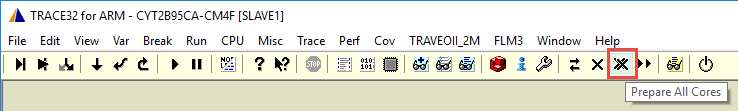 TRACE32 for ARM - CYT2B95CA-CM4F [SLAVE1]
File Edit View Var Break Run CPU Misc Trace Perf Cov TRAVEOII_2M FLM3 Window Help
STOP
Prepare All Cores